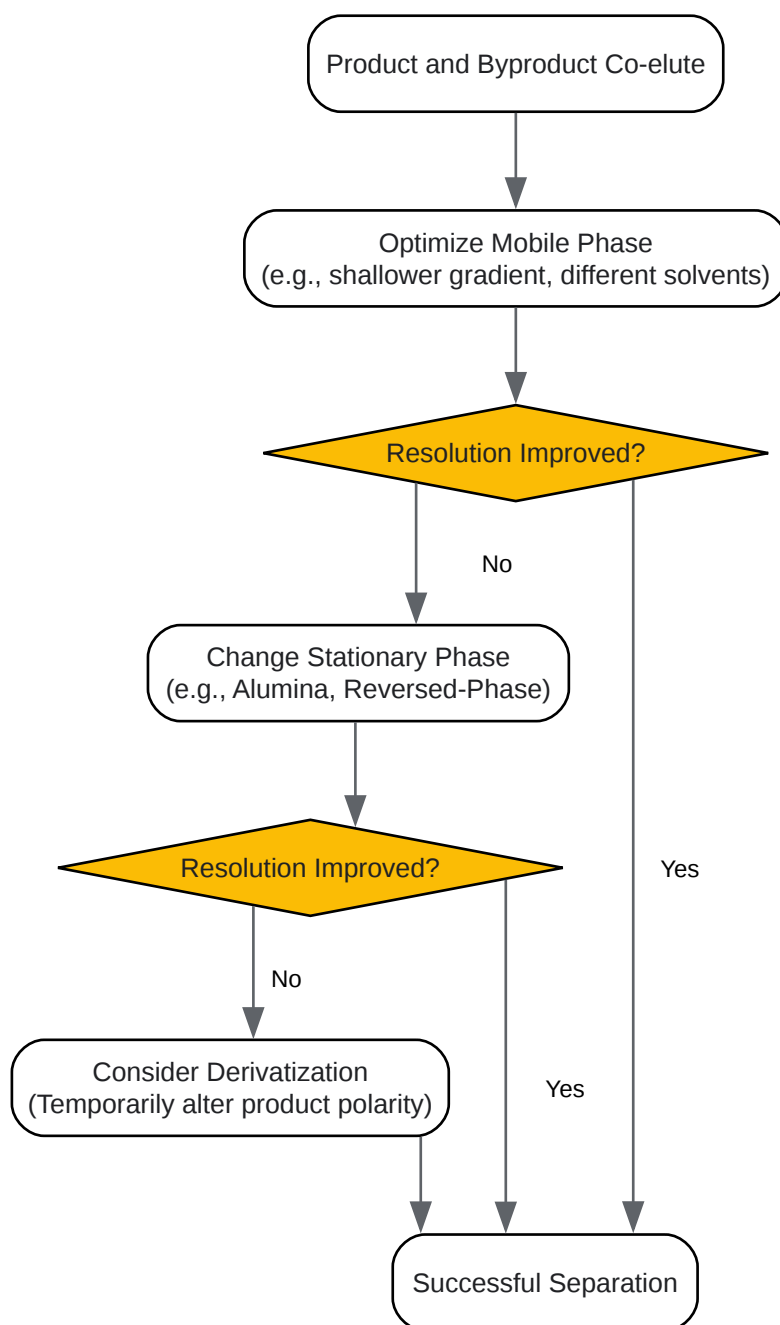 Product and Byproduct Co-elute
Optimize Mobile Phase
(e.g., shallower gradient, different solvents)
Resolution Improved?
No
Change Stationary Phase
(e.g., Alumina, Reversed-Phase)
Resolution Improved?
Yes
No
Consider Derivatization
(Temporarily alter product polarity)
Yes
Successful Separation